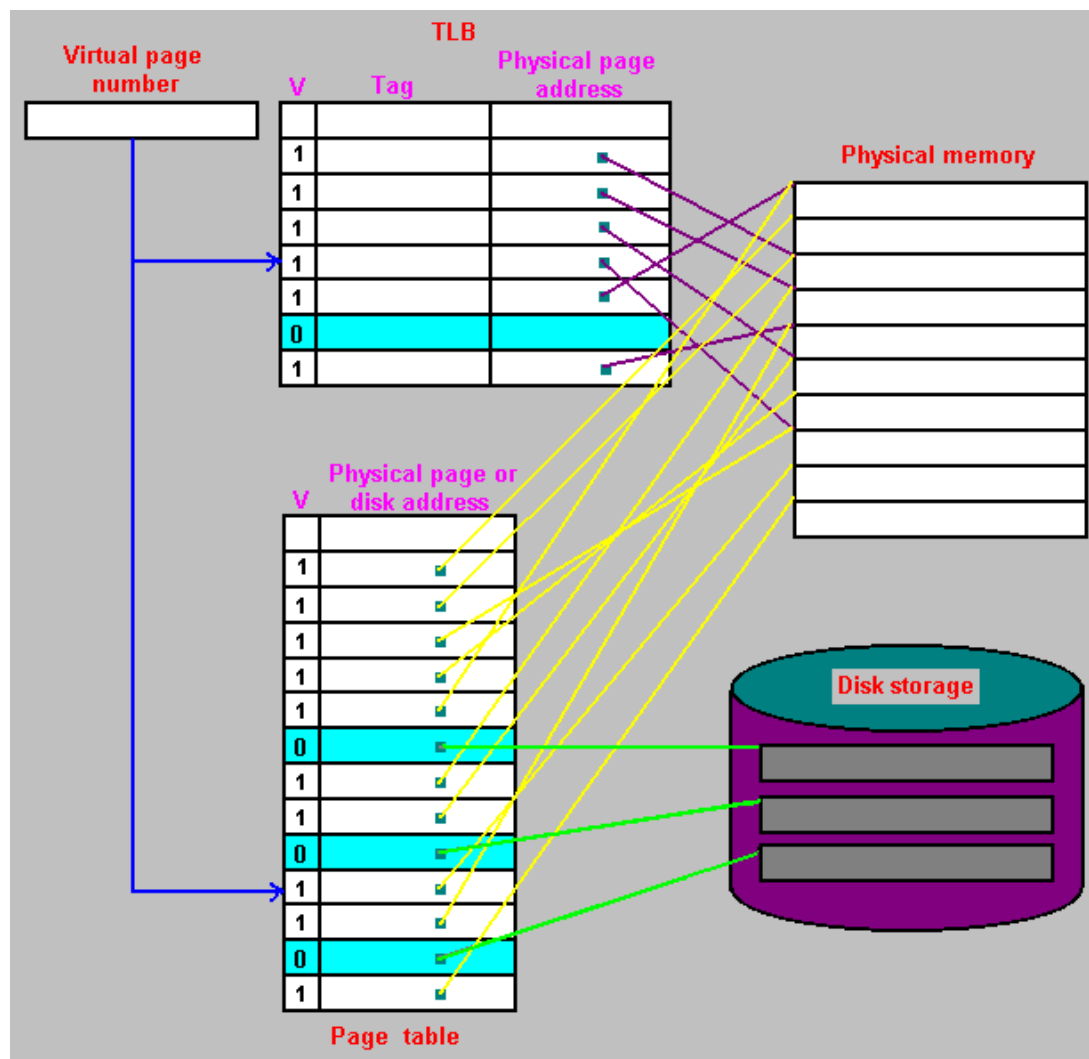 TLB
Virtual page
number
V
Tag
Physical page
address
1
1
1
1
1
0
1
Physical memory
V
Physical page or
disk address
1
1
1
1
1
0
1
1
0
1
1
0
1
Page table
Disk storage